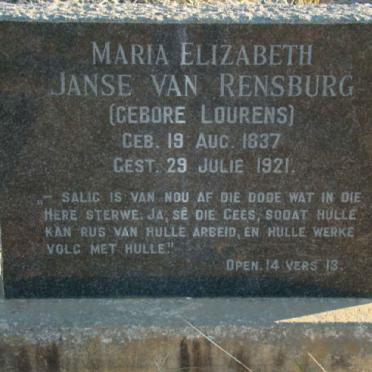 MARIA ELIZABETH
JANSE VAN RENSBURG
(GEBORE LOURENS)
GEB. 19 AUG. 1837
GEST. 29 JULIE 1921.
„— SALIG IS VAN NOU AF DIE DODE WAT IN DIE
HERE STERWE. JA, SÊ DIE GEES, SODAT HULLE
KAN RUS VAN HULLE ARBEID, EN HULLE WERKE
VOLG MET HULLE."
OPEN. 14 VERS 13.